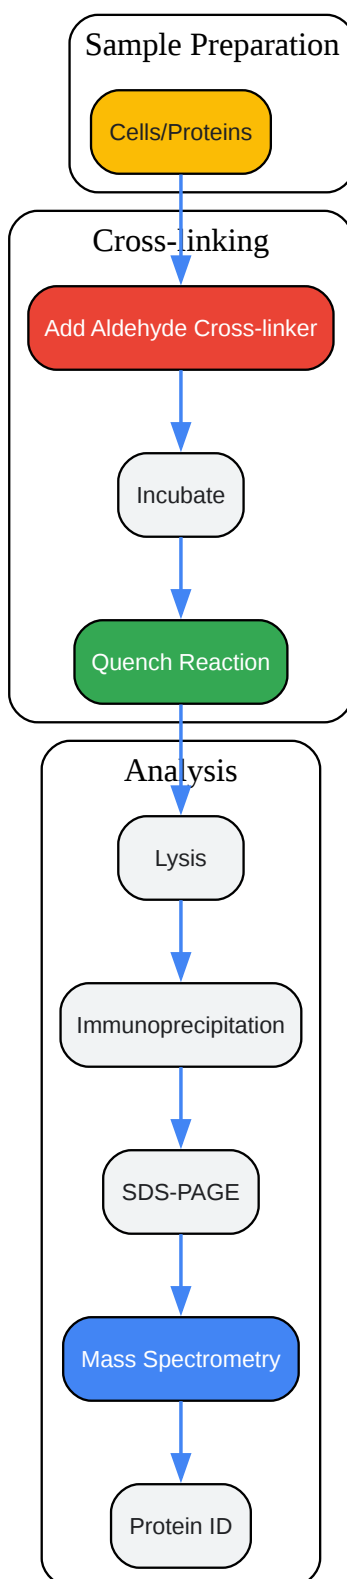 Sample Preparation
Cells/Proteins
Cross-linking
Add Aldehyde Cross-linker
Incubate
Quench Reaction
Analysis
Lysis
Immunoprecipitation
SDS-PAGE
Mass Spectrometry
Protein ID